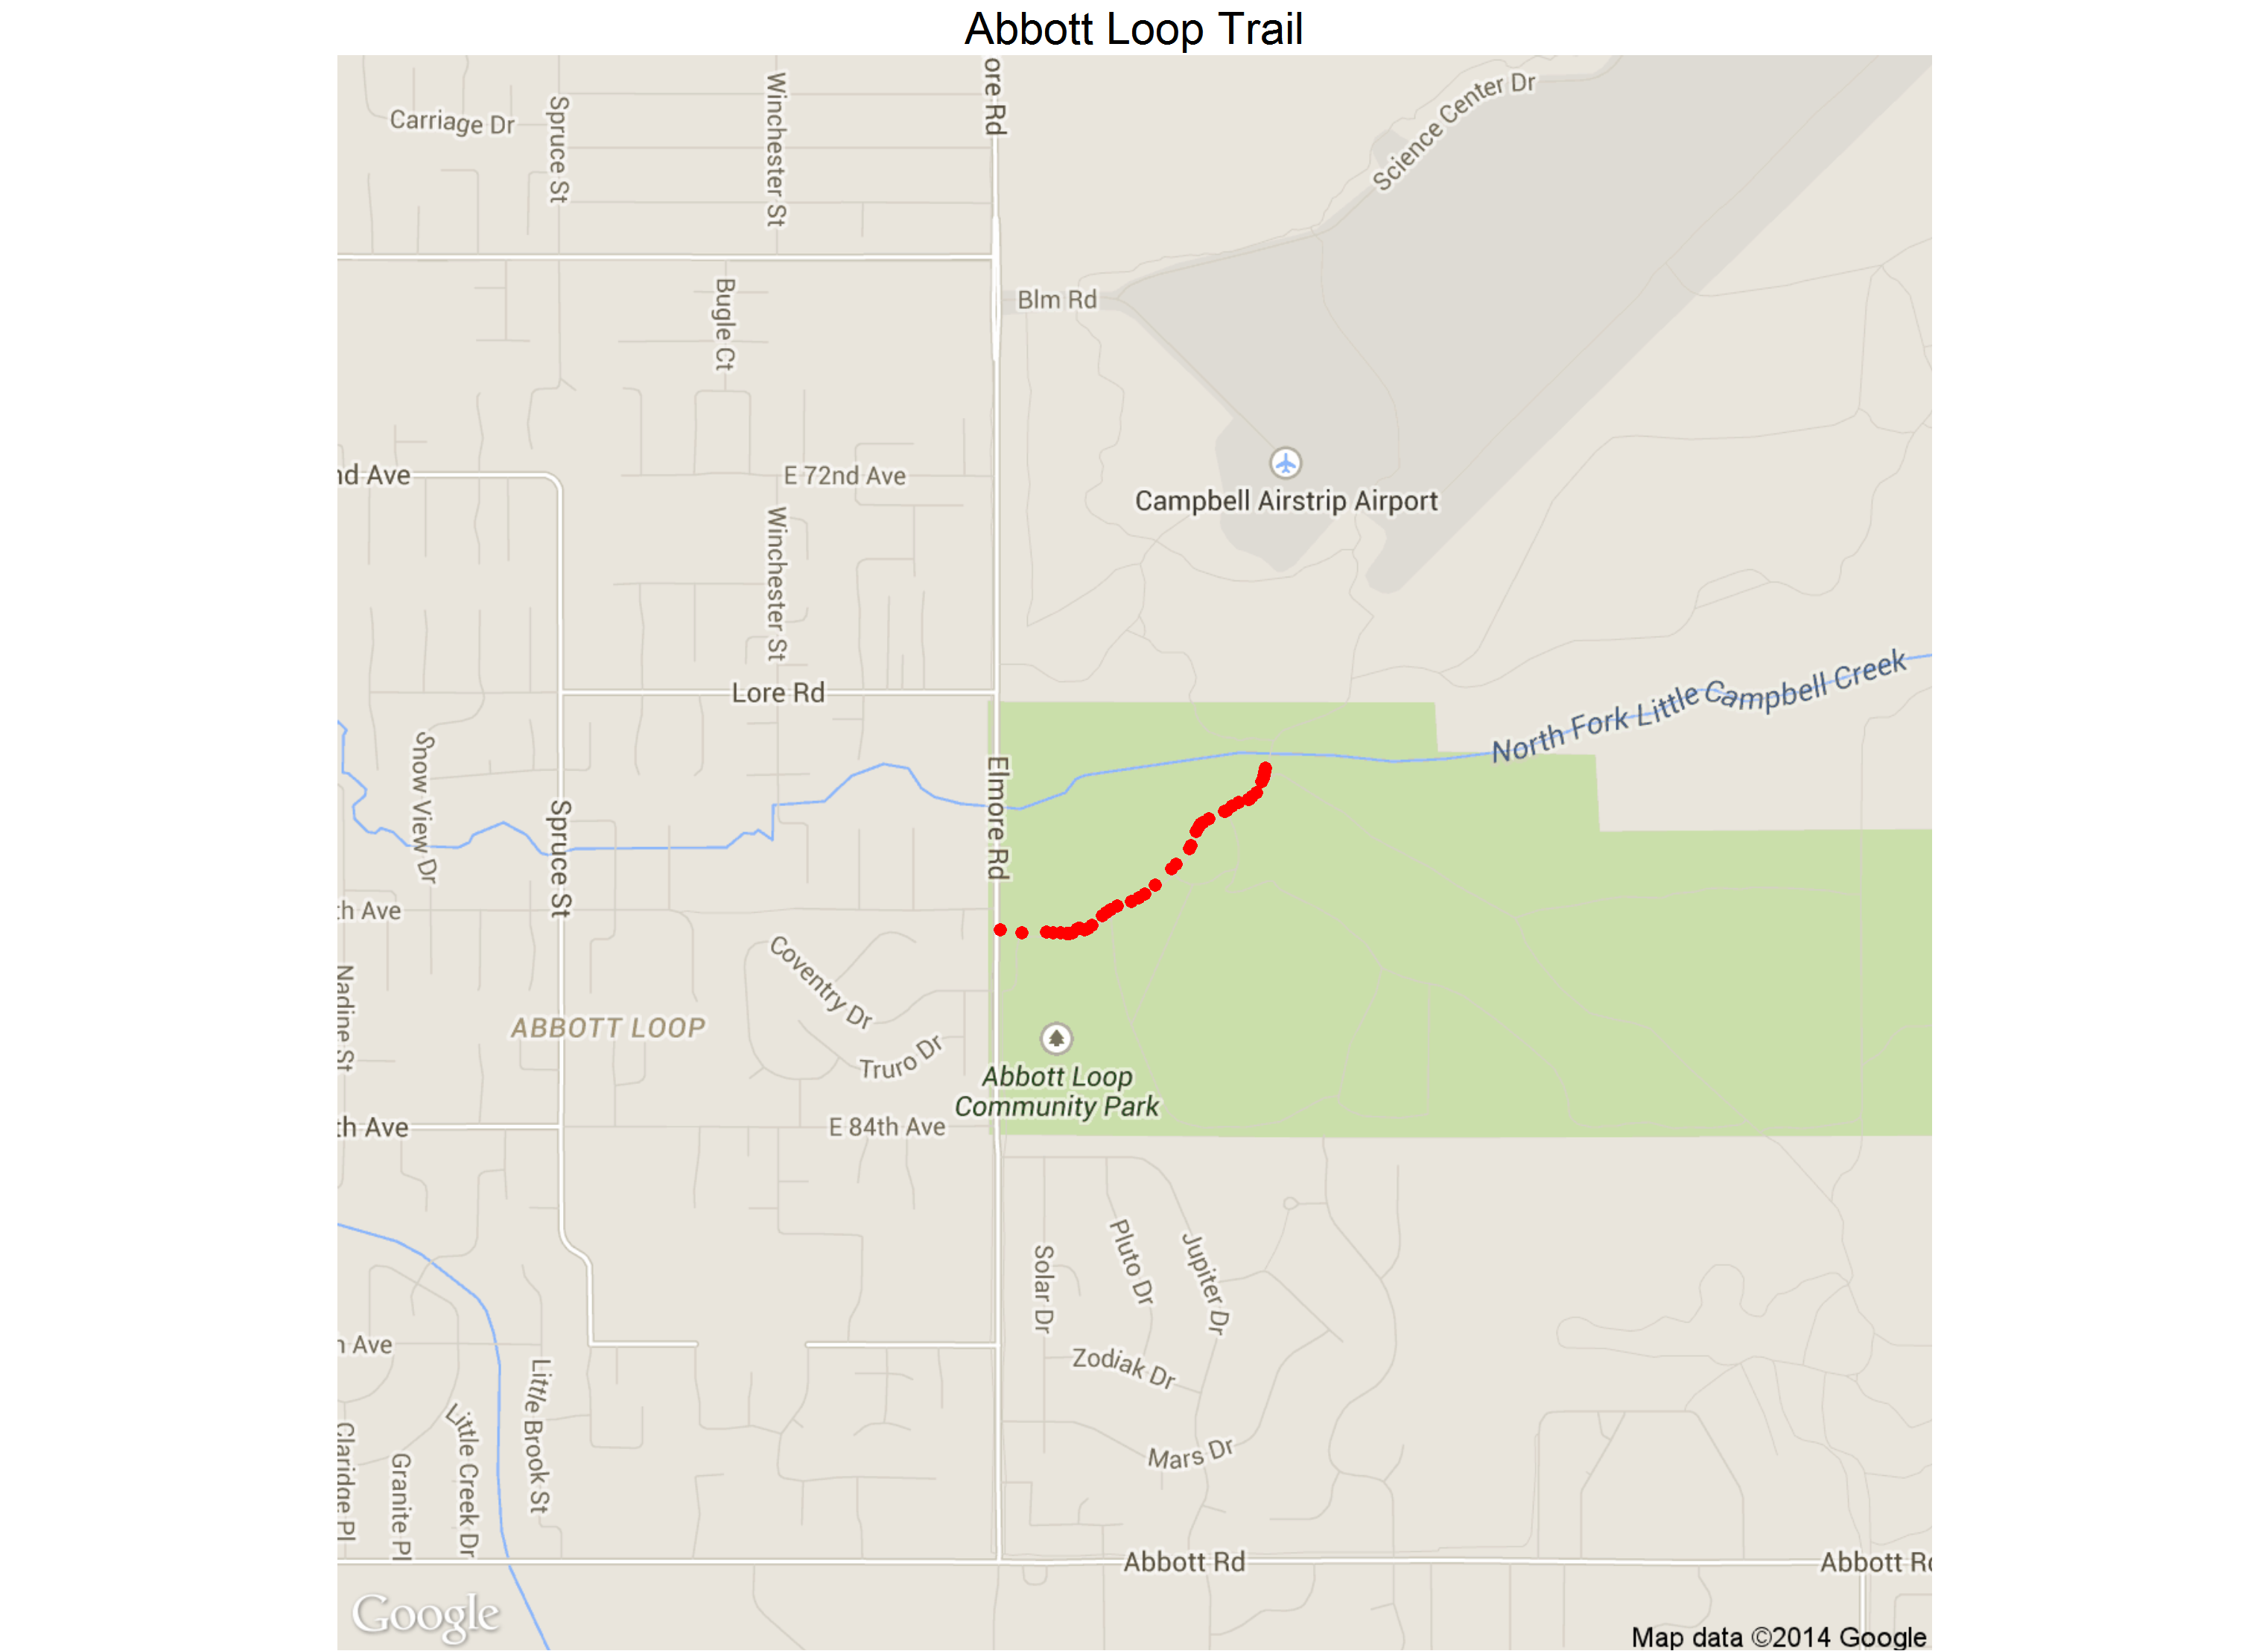 Abbott Loop Trail
ore Rd
Carriage Dr
Spruce St
Winchester St
Science Center Dr
Blm Rd
Bugle Ct
nd Ave
E 72nd Ave
Campbell Airstrip Airport
Winchester St
Lore Rd
North Fork Little Campbell Creek
Snow View Dr
Elmore Rd
Spruce St
th Ave
Coventry Dr
Nadine St
ABBOTT LOOP
Truro Dr
Abbott Loop
Community Park
th Ave
E 84th Ave
Solar Dr
Pluto Dr
Jupiter Dr
h Ave
Zodiak Dr
Little Brook St
Little Creek Dr
Claridge Pl
Granite Pl
Mars Dr
Abbott Rd
Abbott Rd
Google
Map data ©2014 Google